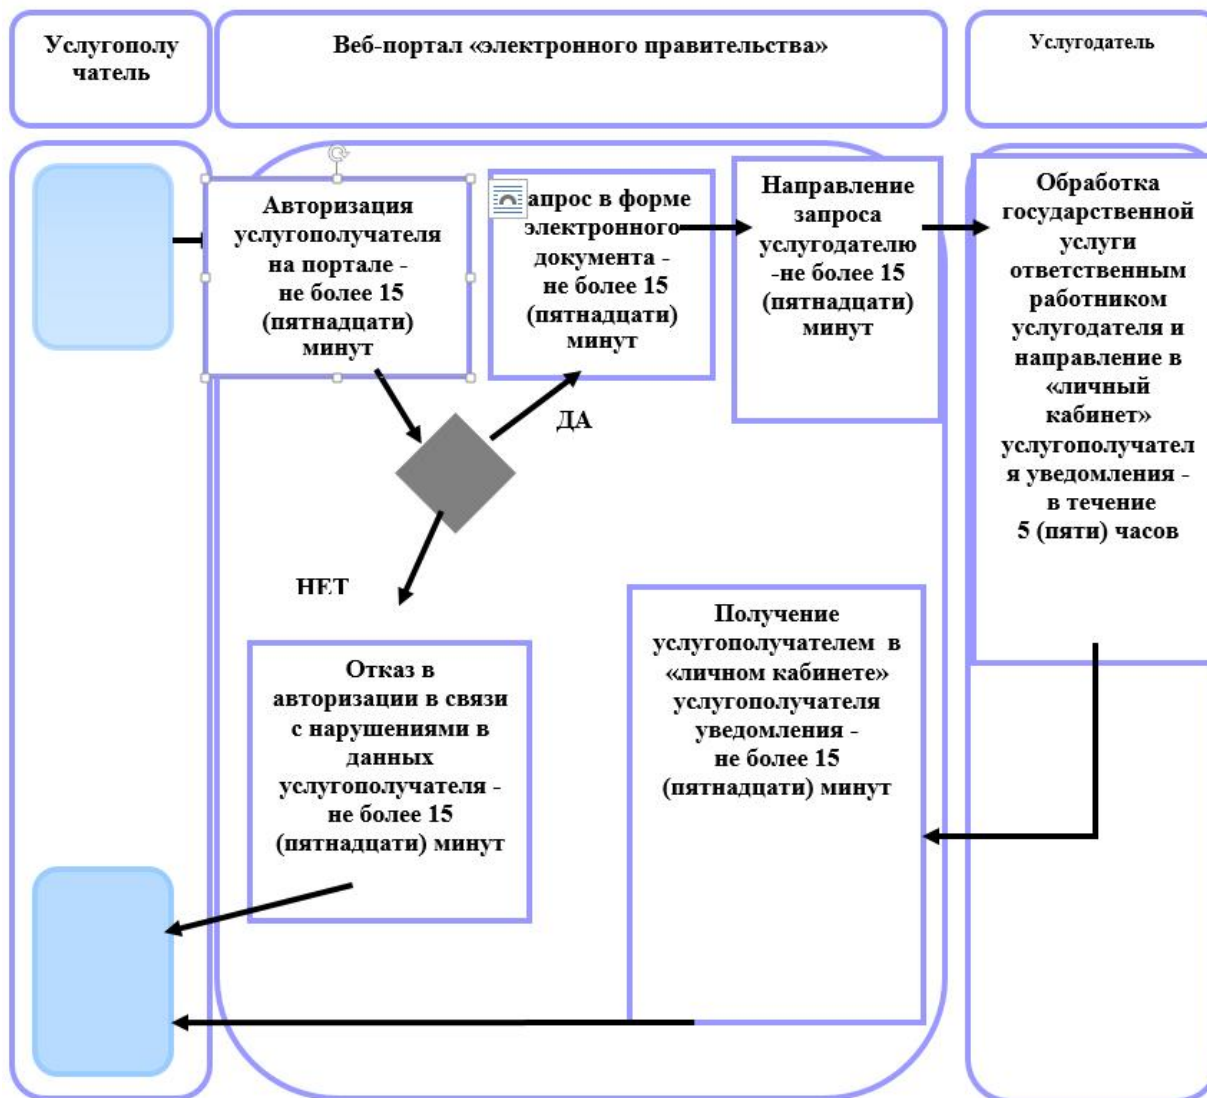 Услугополу
чатель
Веб-портал «электронного правительства»
Услугодатель
Авторизация
услугополучателя
на портале -
не более 15
(пятнадцати)
минут
апрос в форме
электронного
документа -
не более 15
(пятнадцати)
минут
Направление
запроса
услугодателю
-не более 15
(пятнадцати)
минут
Обработка
государственной
услуги
ответственным
работником
услугодателя и
направление в
«личный
кабинет»
услугополучател
я уведомления -
в течение
5 (пяти) часов
ДА
НЕТ
Отказ в
авторизации в связи
с нарушениями в
данных
услугополучателя -
не более 15
(пятнадцати) минут
Получение
услугополучателем в
«личном кабинете»
услугополучателя
уведомления -
не более 15
(пятнадцати) минут